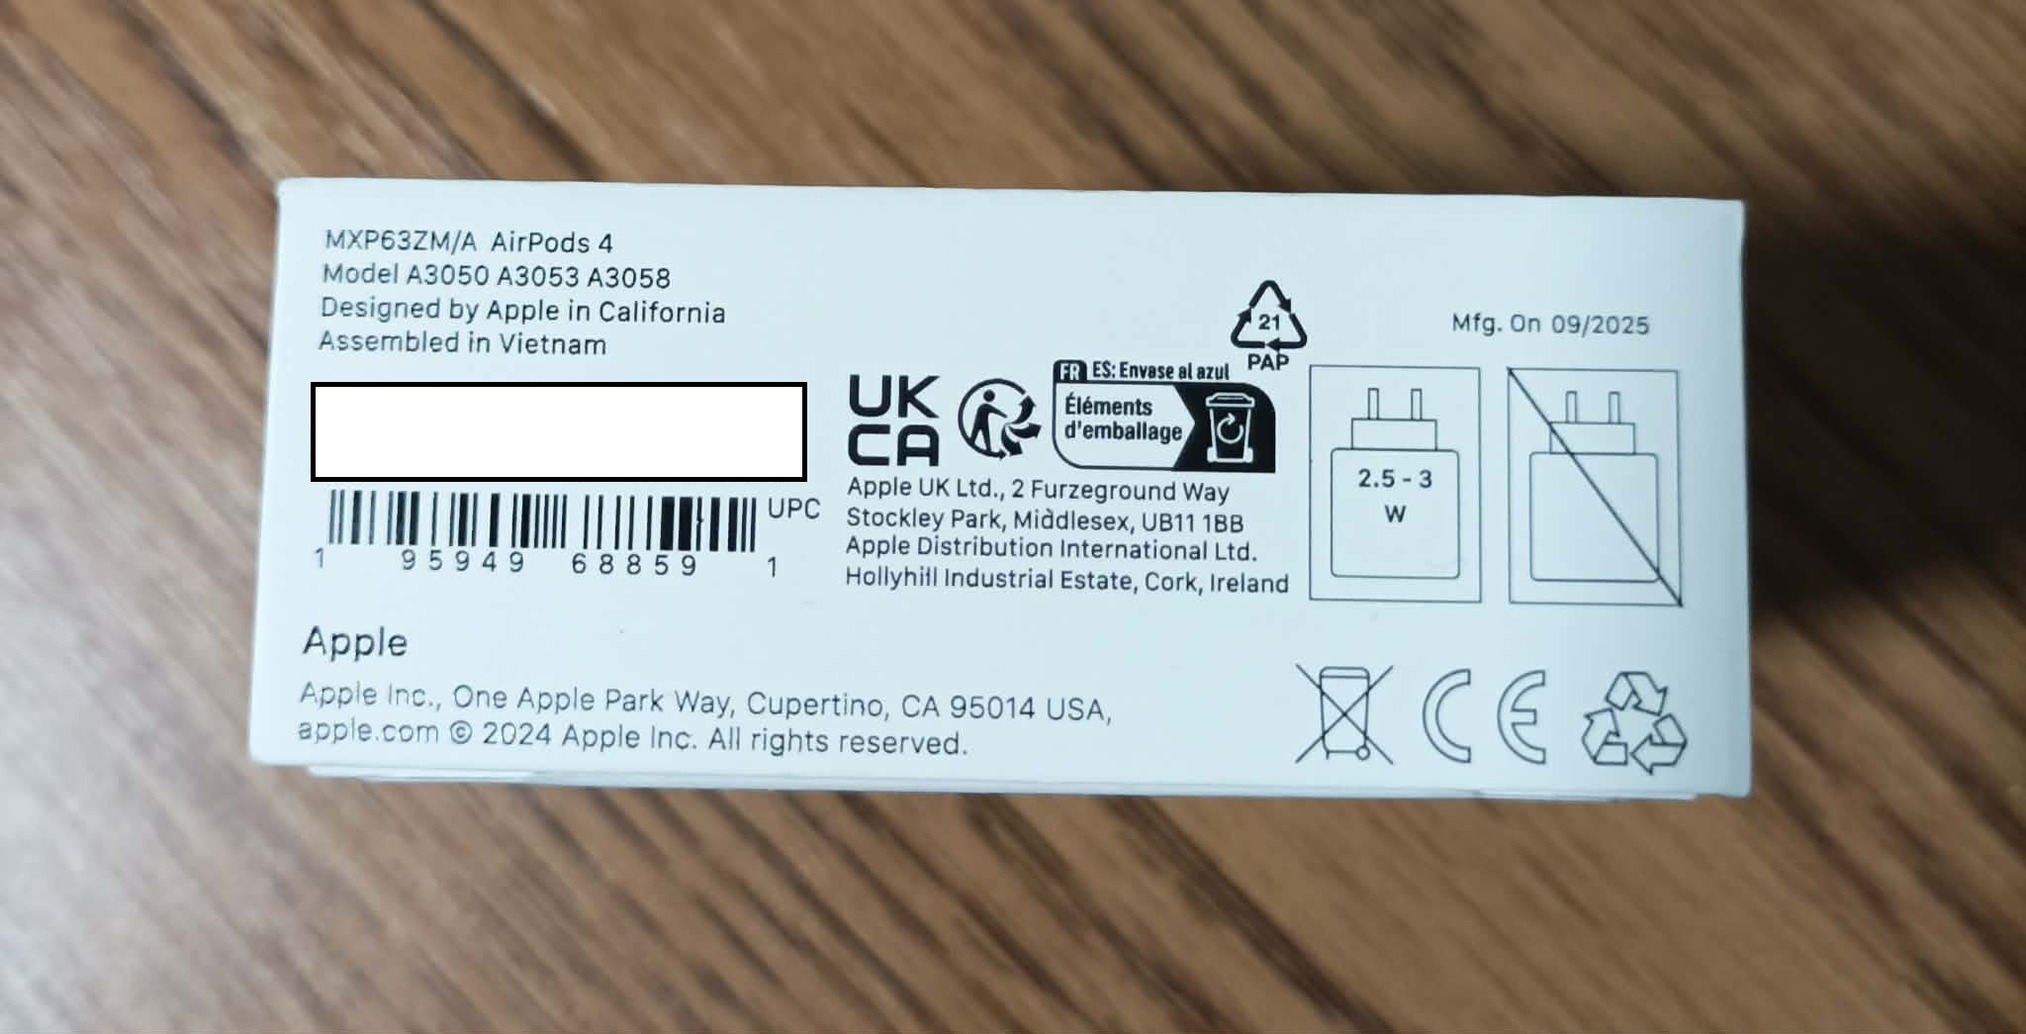 MXP63ZM/A AirPods 4
Model A3050 A3053 A3058
Designed by Apple in California
Assembled in Vietnam
UPC
1 95949 68859 1
UK
CA
FR ES: Envase al azul
Éléments
d'emballage
21
PAP
Apple UK Ltd., 2 Furzeground Way
Stockley Park, Middlesex, UB11 1BB
Apple Distribution International Ltd.
Hollyhill Industrial Estate, Cork, Ireland
Mfg. On 09/2025
2.5 - 3
W
Apple
Apple Inc., One Apple Park Way, Cupertino, CA 95014 USA,
apple.com © 2024 Apple Inc. All rights reserved.
CE